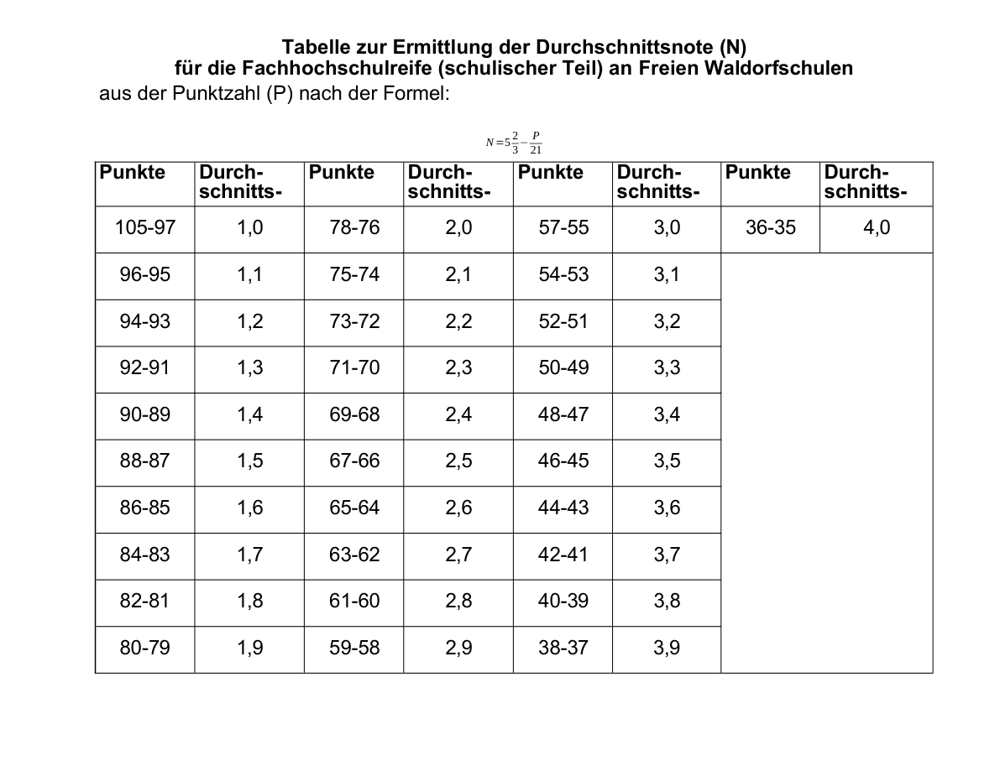 Tabelle zur Ermittlung der Durchschnittsnote (N)
für die Fachhochschulreife (schulischer Teil) an Freien Waldorfschulen
aus der Punktzahl (P) nach der Formel:
N=5 2/3 − P/21
Punkte Durch- Punkte Durch- Punkte Durch- Punkte Durch-
schnitts- schnitts- schnitts- schnitts-
105-97 1,0 78-76 2,0 57-55 3,0 36-35 4,0
96-95 1,1 75-74 2,1 54-53 3,1
94-93 1,2 73-72 2,2 52-51 3,2
92-91 1,3 71-70 2,3 50-49 3,3
90-89 1,4 69-68 2,4 48-47 3,4
88-87 1,5 67-66 2,5 46-45 3,5
86-85 1,6 65-64 2,6 44-43 3,6
84-83 1,7 63-62 2,7 42-41 3,7
82-81 1,8 61-60 2,8 40-39 3,8
80-79 1,9 59-58 2,9 38-37 3,9